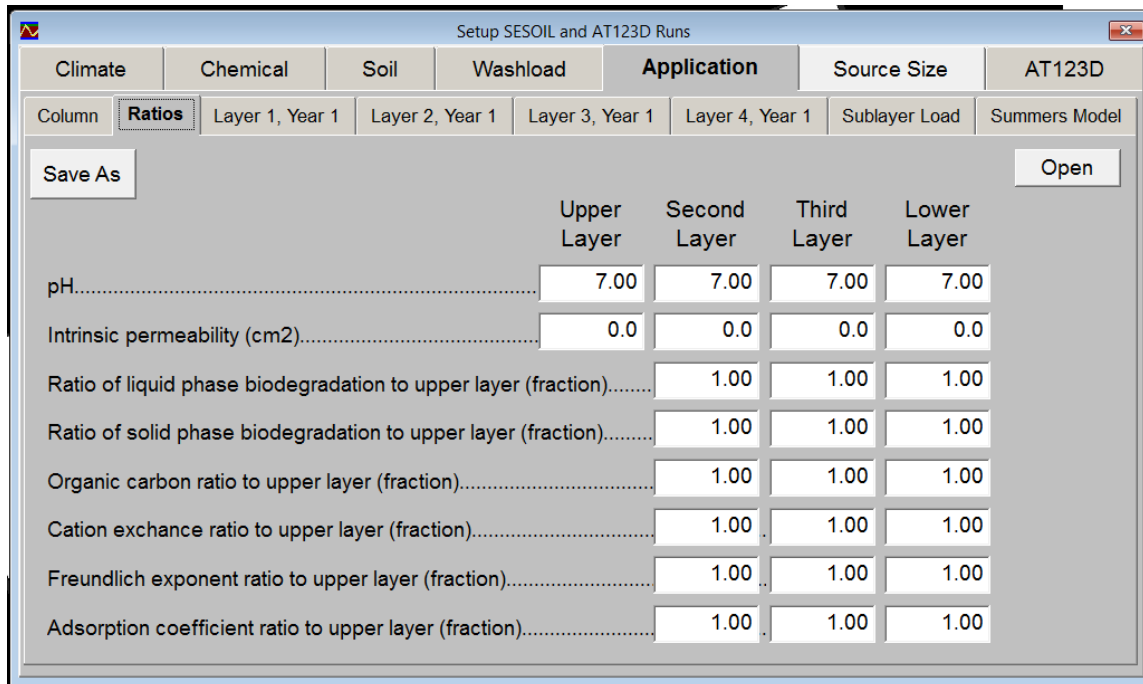 Setup SESOIL and AT123D Runs
Climate Chemical Soil Washload Application Source Size AT123D
Column Ratios Layer 1, Year 1 Layer 2, Year 1 Layer 3, Year 1 Layer 4, Year 1 Sublayer Load Summers Model
Save As Open
Upper Second Third Lower
Layer Layer Layer Layer
pH.................................................................................... 7.00 7.00 7.00 7.00
Intrinsic permeability (cm2)........................................... 0.0 0.0 0.0 0.0
Ratio of liquid phase biodegradation to upper layer (fraction)........ 1.00 1.00 1.00
Ratio of solid phase biodegradation to upper layer (fraction)......... 1.00 1.00 1.00
Organic carbon ratio to upper layer (fraction)................................... 1.00 1.00 1.00
Cation exchance ratio to upper layer (fraction)................................. 1.00 1.00 1.00
Freundlich exponent ratio to upper layer (fraction)........................... 1.00 1.00 1.00
Adsorption coefficient ratio to upper layer (fraction)........................ 1.00 1.00 1.00